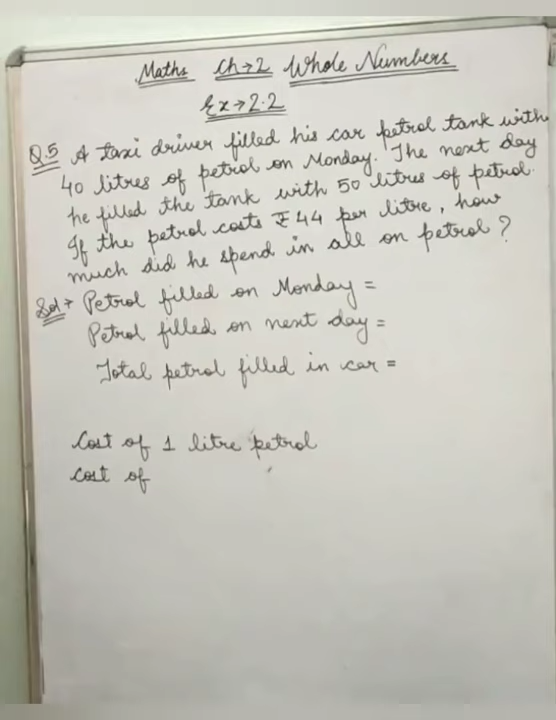 Maths Ch→2 Whole Numbers
Ex→2.2
Q.5 A taxi driver filled his car petrol tank with
40 litres of petrol on Monday. The next day
he filled the tank with 50 litres of petrol.
If the petrol costs ₹44 per litre, how
much did he spend in all on petrol?
Sol→ Petrol filled on Monday =
Petrol filled on next day =
Total petrol filled in car =
Cost of 1 litre petrol
Cost of